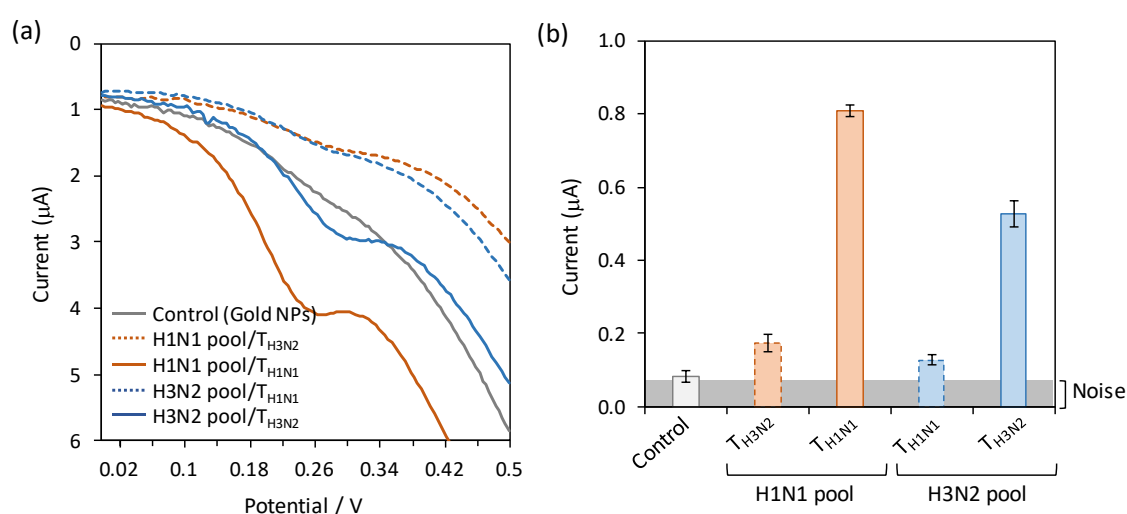 (a)
0
1
2
3
4
5
6
Current (μA)
Control (Gold NPs)
H1N1 pool/TH3N2
H1N1 pool/TH1N1
H3N2 pool/TH1N1
H3N2 pool/TH3N2
0.02 0.1 0.18 0.26 0.34 0.42 0.5
Potential / V
(b)
1.0
0.8
0.6
0.4
0.2
0.0
Current (μA)
Noise
Control TH3N2 TH1N1 TH1N1 TH3N2
H1N1 pool H3N2 pool